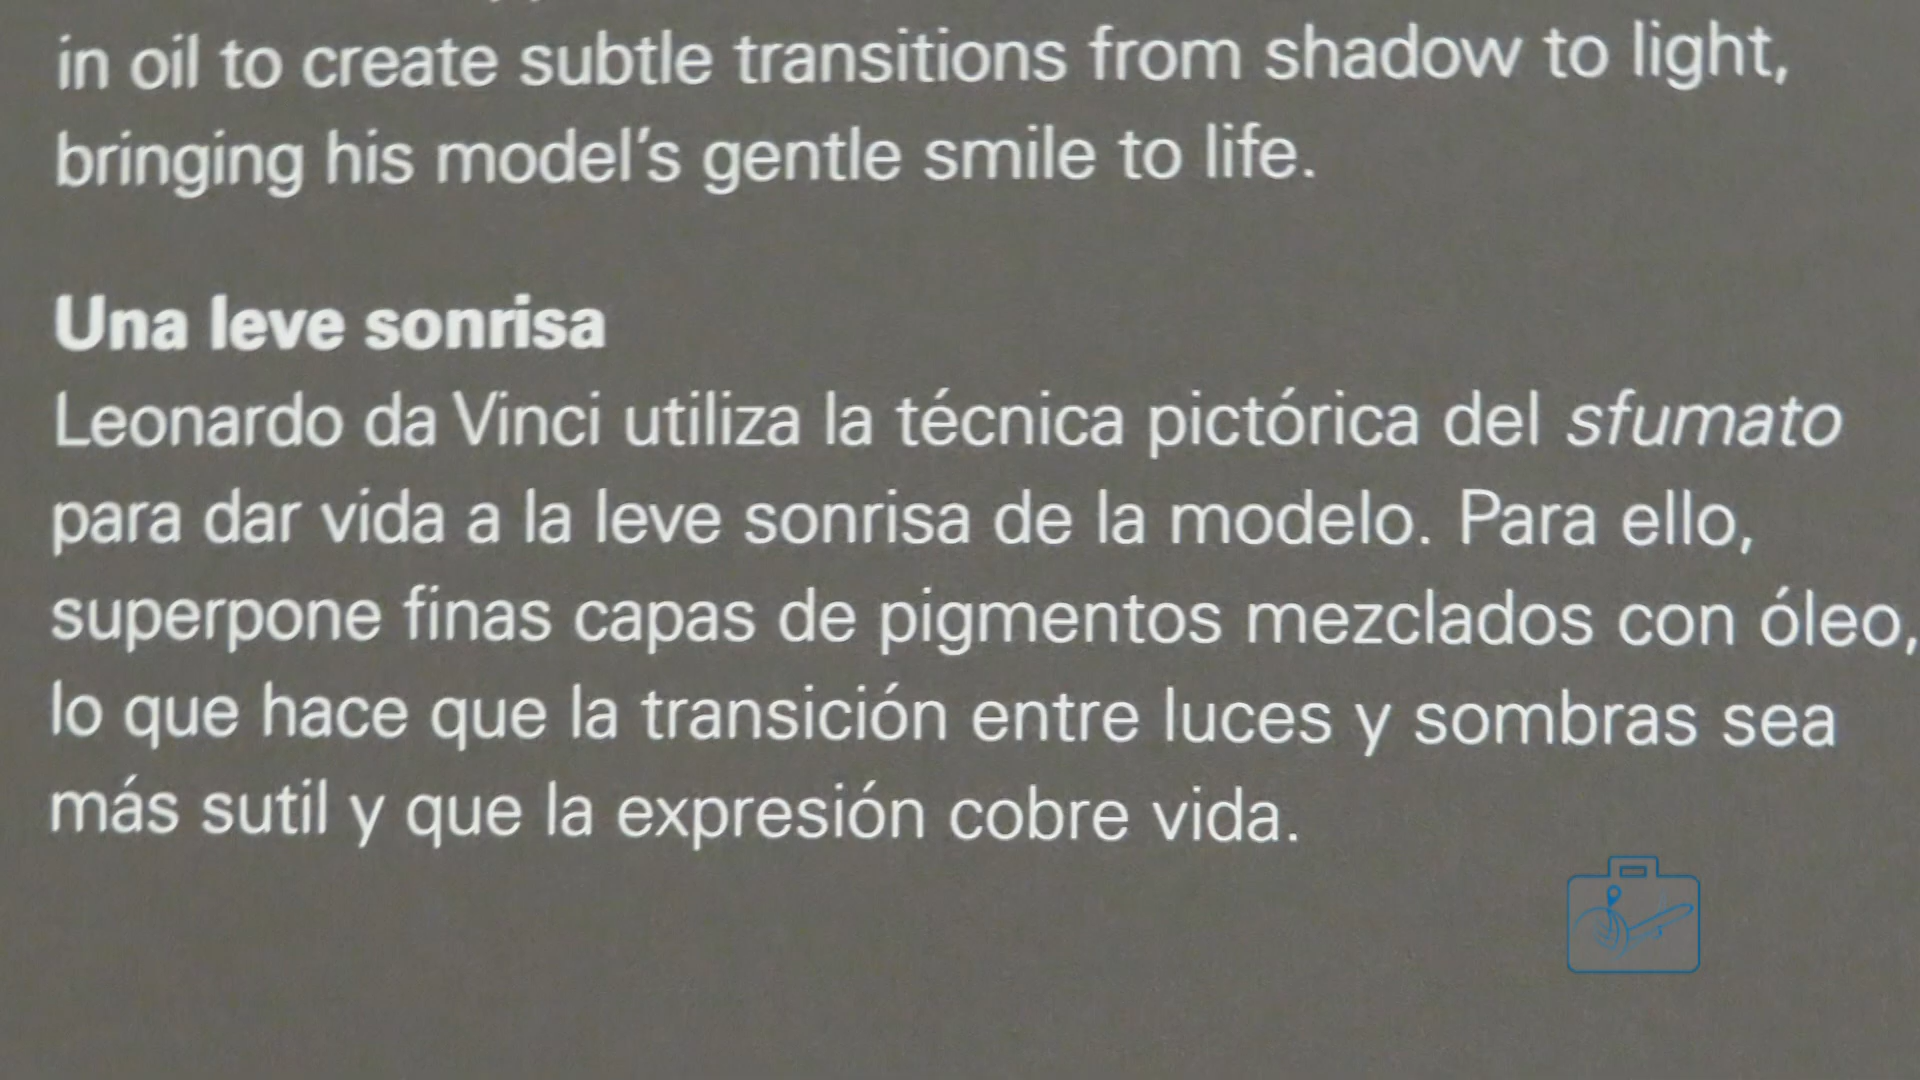 in oil to create subtle transitions from shadow to light,
bringing his model’s gentle smile to life.
Una leve sonrisa
Leonardo da Vinci utiliza la técnica pictórica del sfumato
para dar vida a la leve sonrisa de la modelo. Para ello,
superpone finas capas de pigmentos mezclados con óleo,
lo que hace que la transición entre luces y sombras sea
más sutil y que la expresión cobre vida.